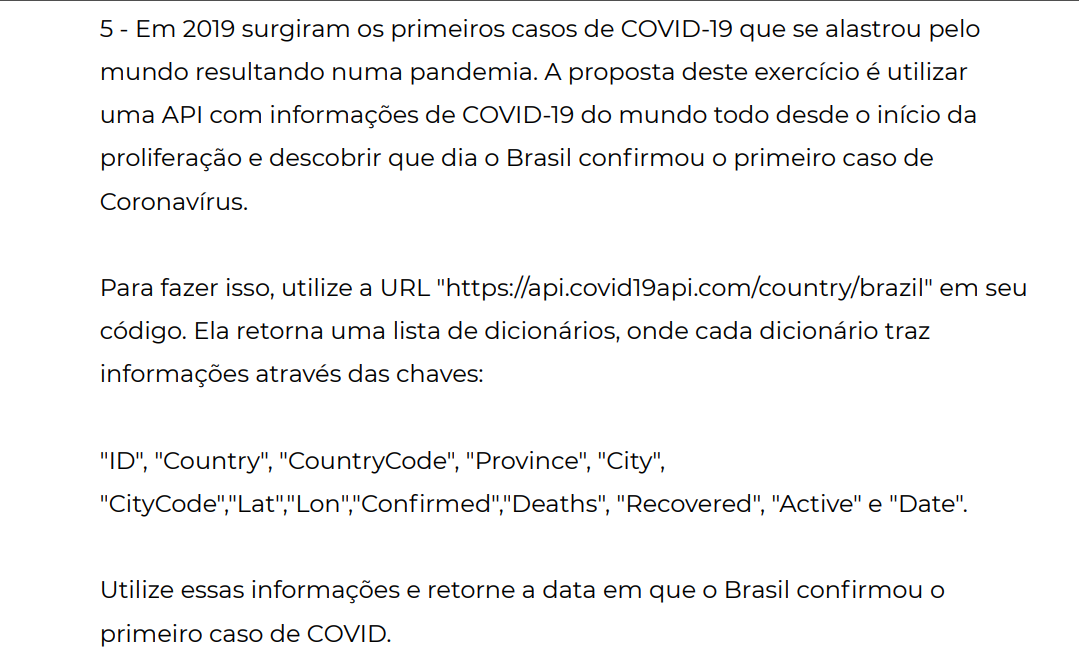 5 - Em 2019 surgiram os primeiros casos de COVID-19 que se alastrou pelo
mundo resultando numa pandemia. A proposta deste exercício é utilizar
uma API com informações de COVID-19 do mundo todo desde o início da
proliferação e descobrir que dia o Brasil confirmou o primeiro caso de
Coronavírus.
Para fazer isso, utilize a URL "https://api.covid19api.com/country/brazil" em seu
código. Ela retorna uma lista de dicionários, onde cada dicionário traz
informações através das chaves:
"ID", "Country", "CountryCode", "Province", "City",
"CityCode","Lat","Lon","Confirmed","Deaths", "Recovered", "Active" e "Date".
Utilize essas informações e retorne a data em que o Brasil confirmou o
primeiro caso de COVID.